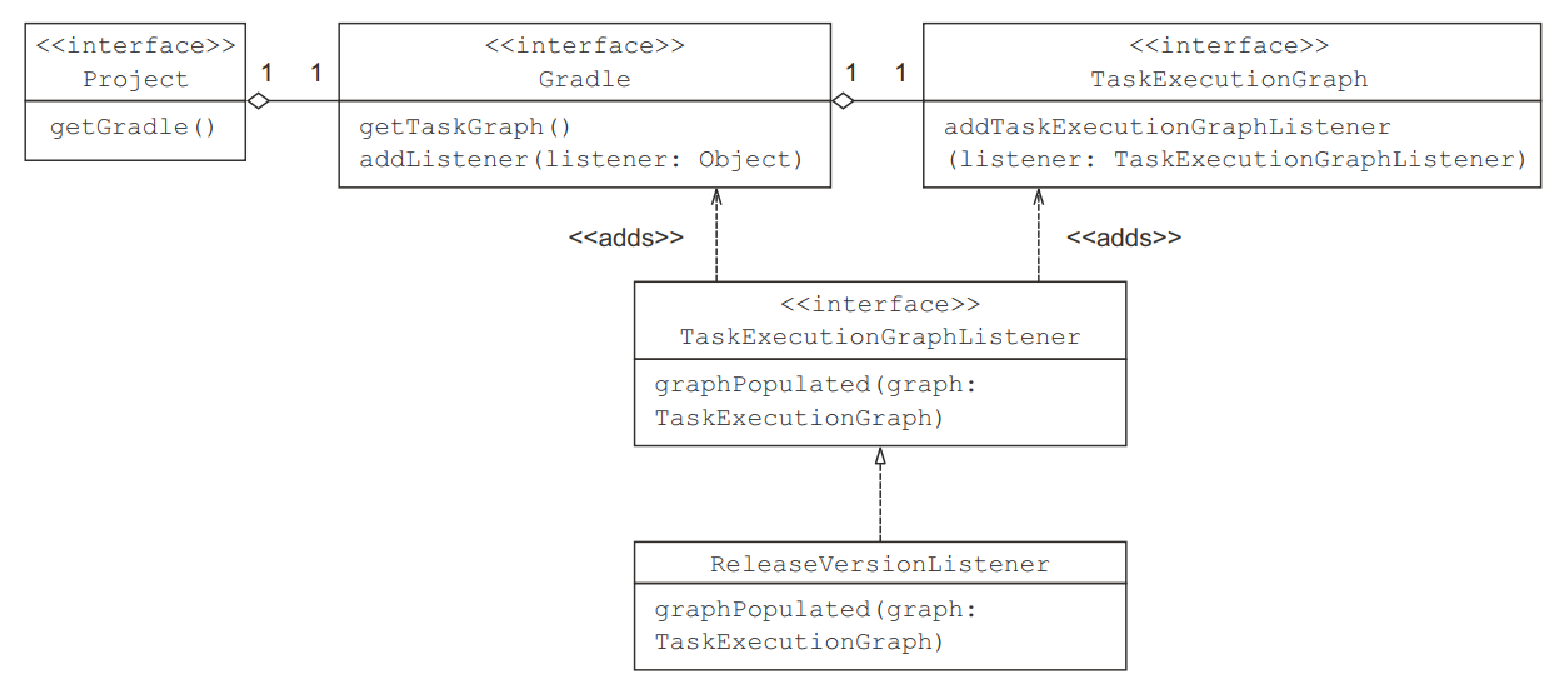 <<interface>>
Project
getGradle()
1
1
<<interface>>
Gradle
getTaskGraph()
addListener(listener: Object)
1
1
<<interface>>
TaskExecutionGraph
addTaskExecutionGraphListener
(listener: TaskExecutionGraphListener)
<<adds>>
<<adds>>
<<interface>>
TaskExecutionGraphListener
graphPopulated(graph:
TaskExecutionGraph)
ReleaseVersionListener
graphPopulated(graph:
TaskExecutionGraph)